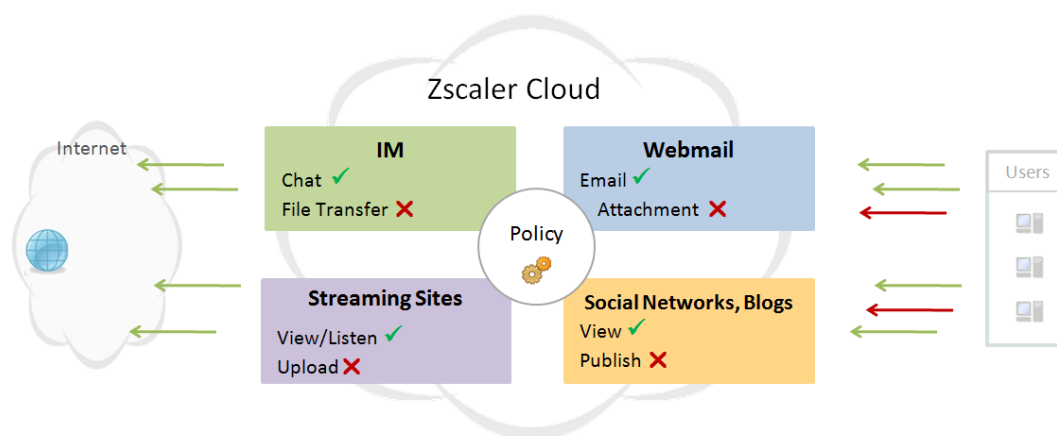 Zscaler Cloud
Internet
IM
Chat ✓
File Transfer ✗
Webmail
Email ✓
Attachment ✗
Users
Policy
Streaming Sites
View/Listen ✓
Upload ✗
Social Networks, Blogs
View ✓
Publish ✗